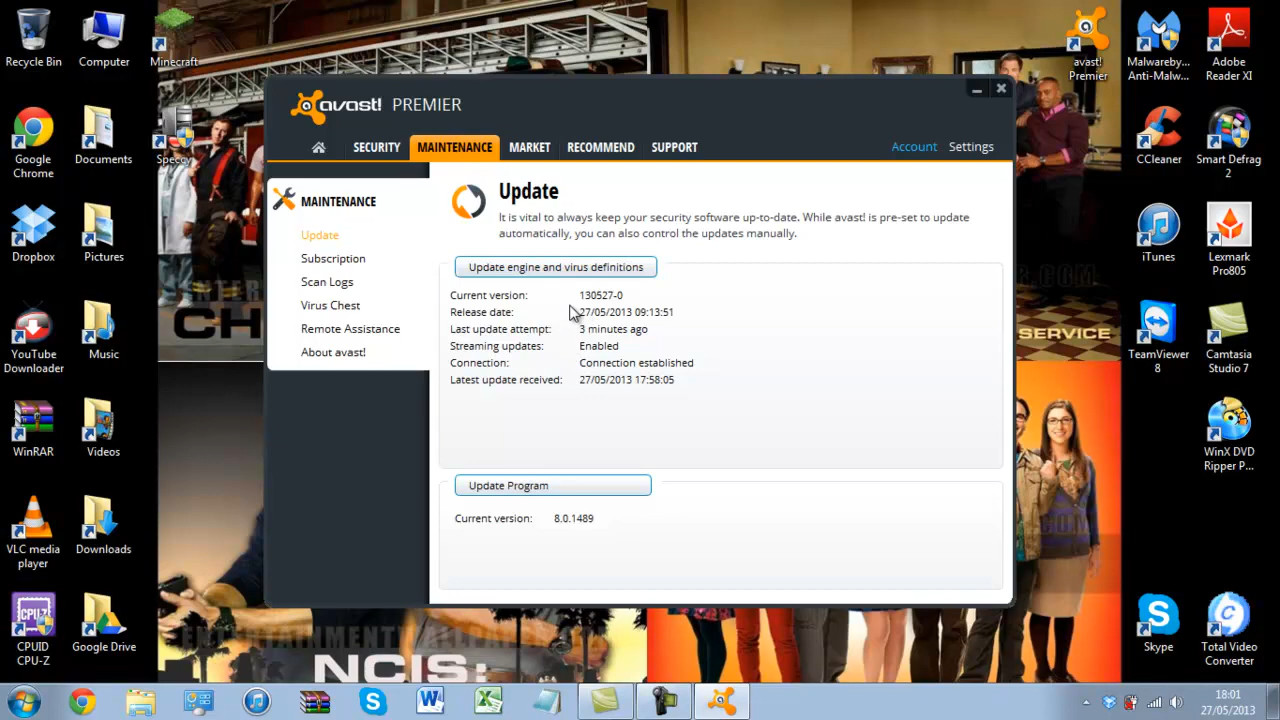 Recycle Bin
Computer
Minecraft
Google
Chrome
Documents
Speccy
Dropbox
Pictures
YouTube
Downloader
Music
WinRAR
Videos
VLC media
player
Downloads
CPUID
CPU-Z
Google Drive
avast! PREMIER
SECURITY
MAINTENANCE
MARKET
RECOMMEND
SUPPORT
Account
Settings
MAINTENANCE
Update
Subscription
Scan Logs
Virus Chest
Remote Assistance
About avast!
Update
It is vital to always keep your security software up-to-date. While avast! is pre-set to update
automatically, you can also control the updates manually.
Update engine and virus definitions
Current version: 130527-0
Release date: 27/05/2013 09:13:51
Last update attempt: 3 minutes ago
Streaming updates: Enabled
Connection: Connection established
Latest update received: 27/05/2013 17:58:05
Update Program
Current version: 8.0.1489
CH
SERVICE
NCIS:
avast!
Premier
Malwareby...
Anti-Malw...
Adobe
Reader XI
CCleaner
Smart Defrag
2
iTunes
Lexmark
Pro805
TeamViewer
8
Camtasia
Studio 7
WinX DVD
Ripper P...
Skype
Total Video
Converter
18:01
27/05/2013